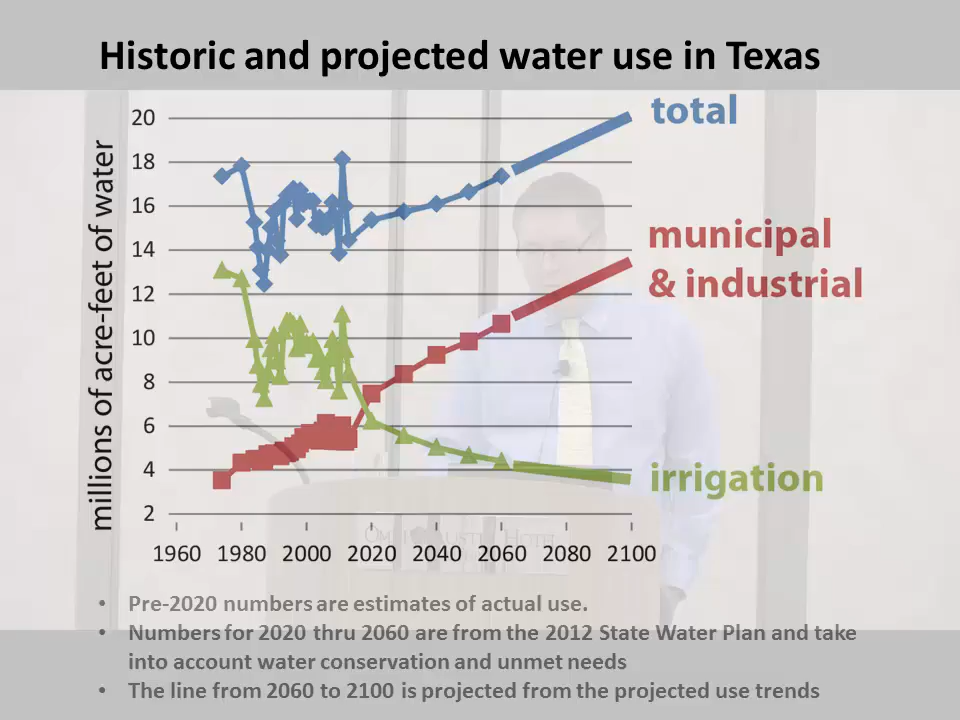 Historic and projected water use in Texas
total
municipal
& industrial
irrigation
millions of acre-feet of water
20
18
16
14
12
10
8
6
4
2
1960 1980 2000 2020 2040 2060 2080 2100
• Pre-2020 numbers are estimates of actual use.
• Numbers for 2020 thru 2060 are from the 2012 State Water Plan and take
into account water conservation and unmet needs
• The line from 2060 to 2100 is projected from the projected use trends